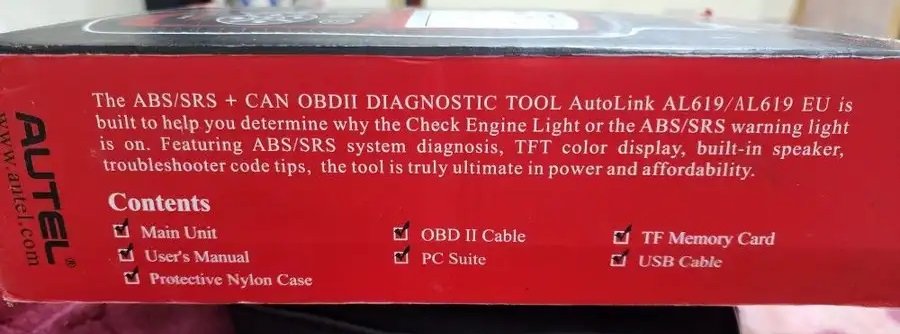 The ABS/SRS + CAN OBDII DIAGNOSTIC TOOL AutoLink AL619/AL619 EU is
built to help you determine why the Check Engine Light or the ABS/SRS warning light
is on. Featuring ABS/SRS system diagnosis, TFT color display, built-in speaker,
troubleshooter code tips, the tool is truly ultimate in power and affordability.
Contents
Main Unit
OBD II Cable
TF Memory Card
User's Manual
PC Suite
USB Cable
Protective Nylon Case
AUTEL®
www.autel.com